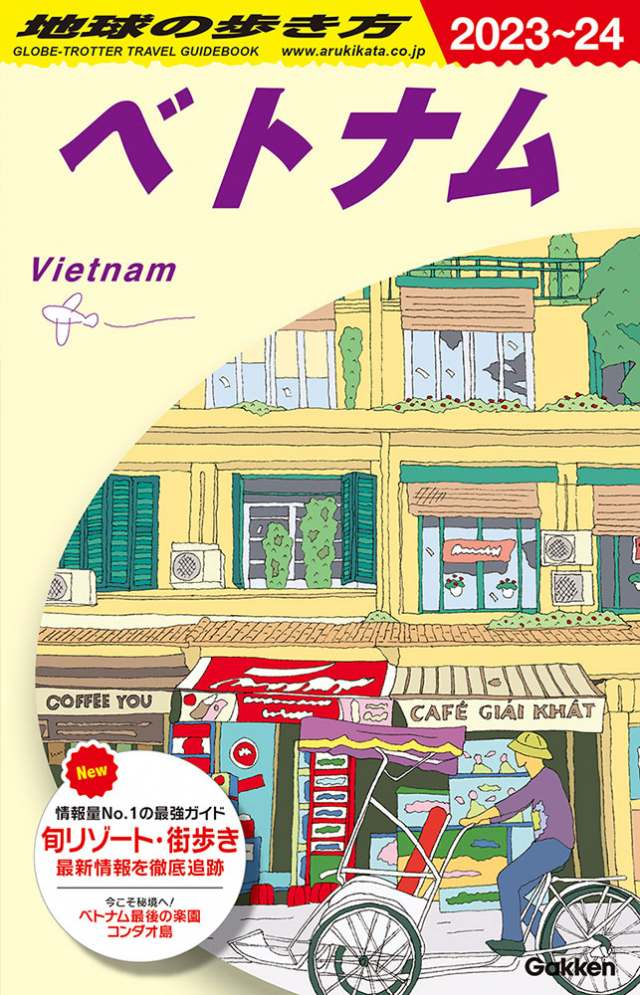 地球の歩き方
GLOBE-TROTTER TRAVEL GUIDEBOOK
www.arukikata.co.jp
2023~24
ベトナム
Vietnam
COFFEE YOU
CAFÉ GIẢI KHÁT
New
情報量No.1の最強ガイド
旬リゾート・街歩き
最新情報を徹底追跡
今こそ秘境へ!
ベトナム最後の楽園
コンダオ島
Gakken